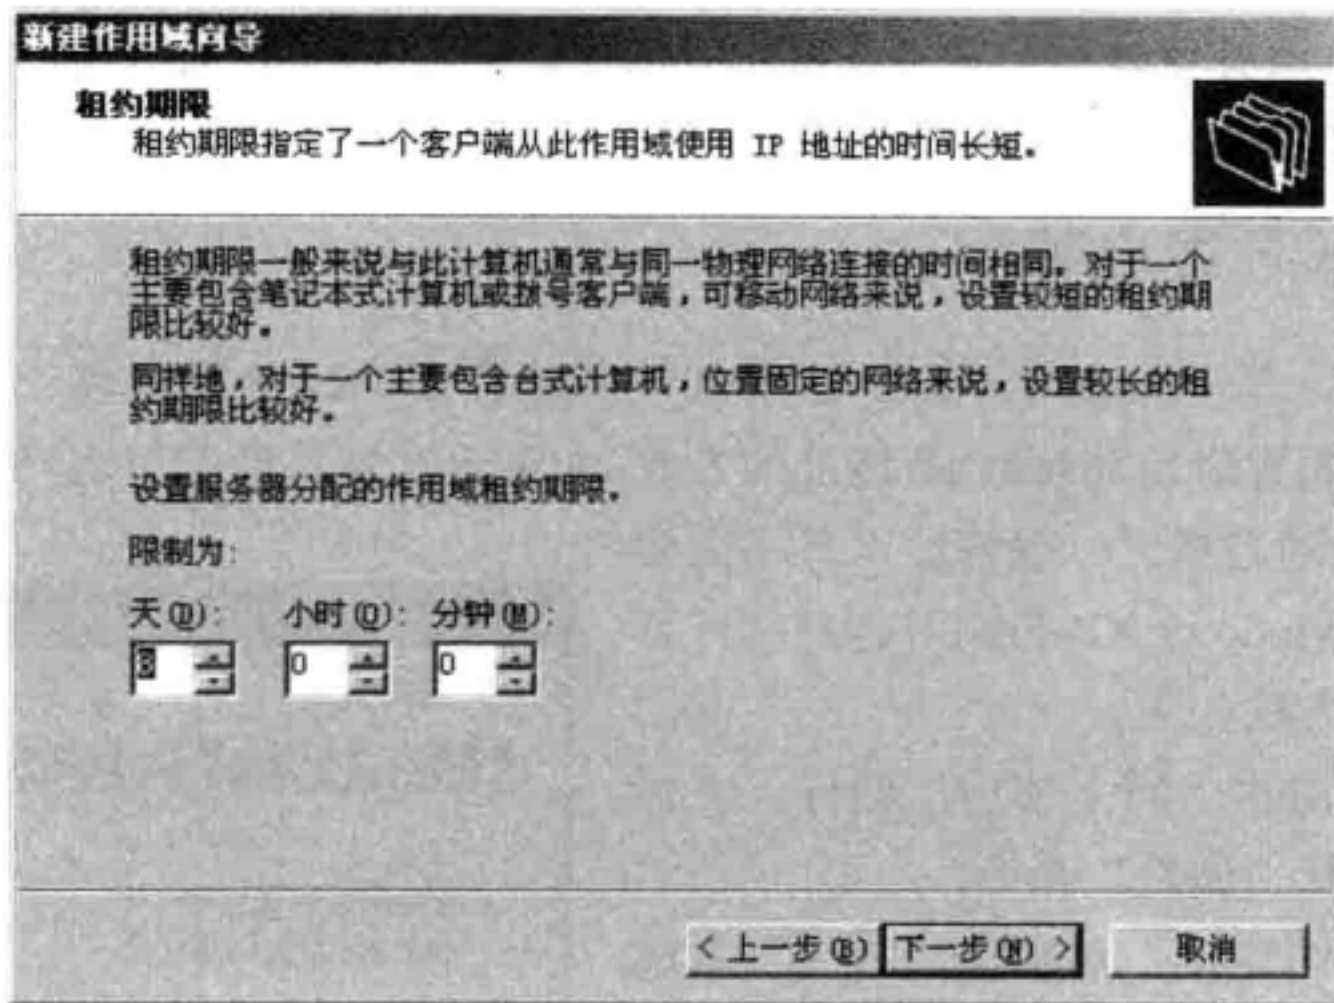 新建作用域向导
租约期限
租约期限指定了一个客户端从此作用域使用 IP 地址的时间长短。
租约期限一般来说与此计算机通常与同一物理网络连接的时间相同。对于一个
主要包含笔记本式计算机或拨号客户端，可移动网络来说，设置较短的租约期
限比较好。
同样地，对于一个主要包含台式计算机，位置固定的网络来说，设置较长的租
约期限比较好。
设置服务器分配的作用域租约期限。
限制为:
天(D): 小时(O): 分钟(M):
8 0 0
< 上一步(B) 下一步(N) > 取消